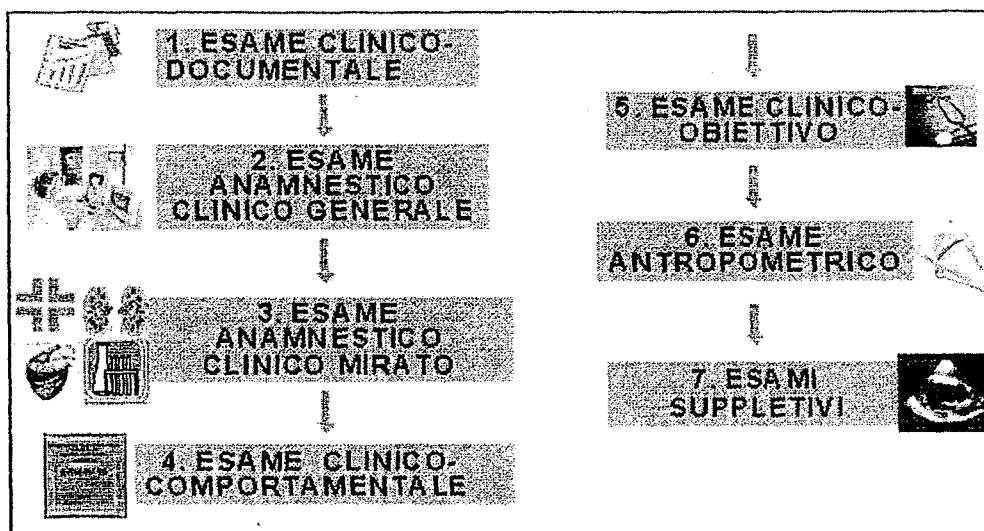 1. ESAME CLINICO-
DOCUMENTALE
2. ESAME
ANAMNESTICO
CLINICO GENERALE
3. ESAME
ANAMNESTICO
CLINICO MIRATO
4. ESAME CLINICO-
COMPORTAMENTALE
5. ESAME CLINICO-
OBIETTIVO
6. ESAME
ANTROPOMETRICO
7. ESAMI
SUPPLETIVI